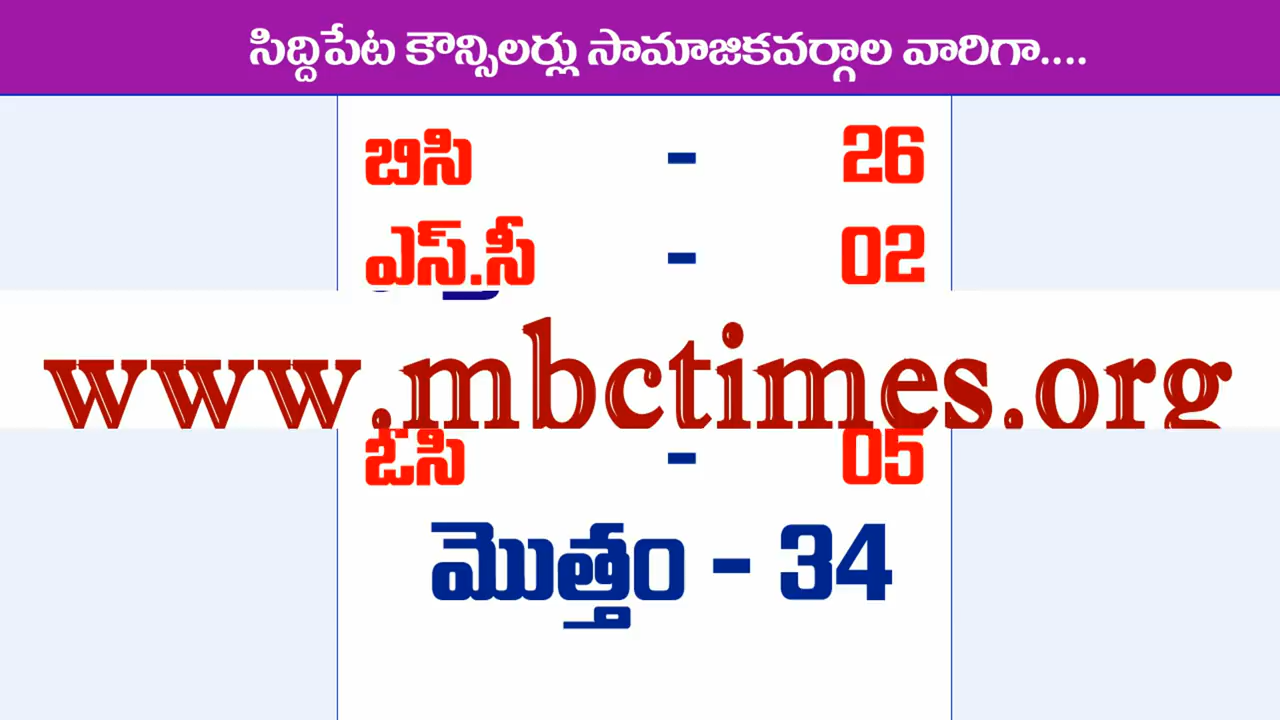 సిద్దిపేట కౌన్సిలర్లు సామాజికవర్గాల వారిగా....
బిసి - 26
ఎస్.సీ - 02
www.mbctimes.org
ఓసి - 05
మొత్తం - 34